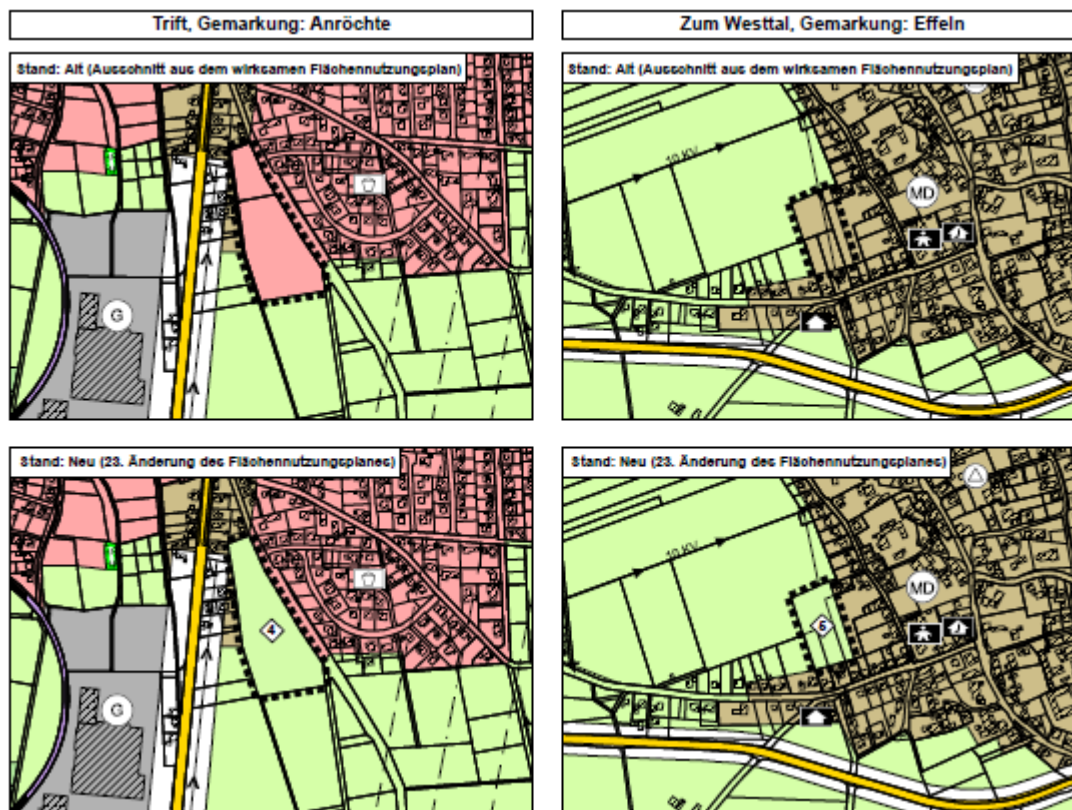 Trift, Gemarkung: Anröchte
Stand: Alt (Ausschnitt aus dem wirksamen Flächennutzungsplan)
G
Stand: Neu (23. Änderung des Flächennutzungsplanes)
4
G
Zum Westtal, Gemarkung: Effeln
Stand: Alt (Ausschnitt aus dem wirksamen Flächennutzungsplan)
10 KV
MD
Stand: Neu (23. Änderung des Flächennutzungsplanes)
10 KV
MD